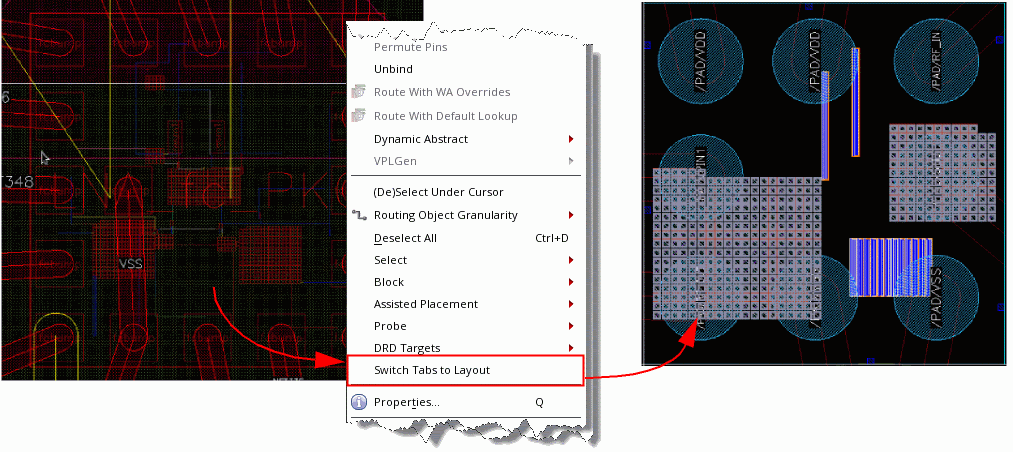 6
T348
VSS
Permute Pins
Unbind
Route With WA Overrides
Route With Default Lookup
Dynamic Abstract
VPLGen
(De)Select Under Cursor
Routing Object Granularity
Deselect All Ctrl+D
Select
Block
Assisted Placement
Probe
DRD Targets
Switch Tabs to Layout
Properties... Q
/PAD/VDD
/PAD/VDD
/PAD/RF_IN
/PAD/VSS